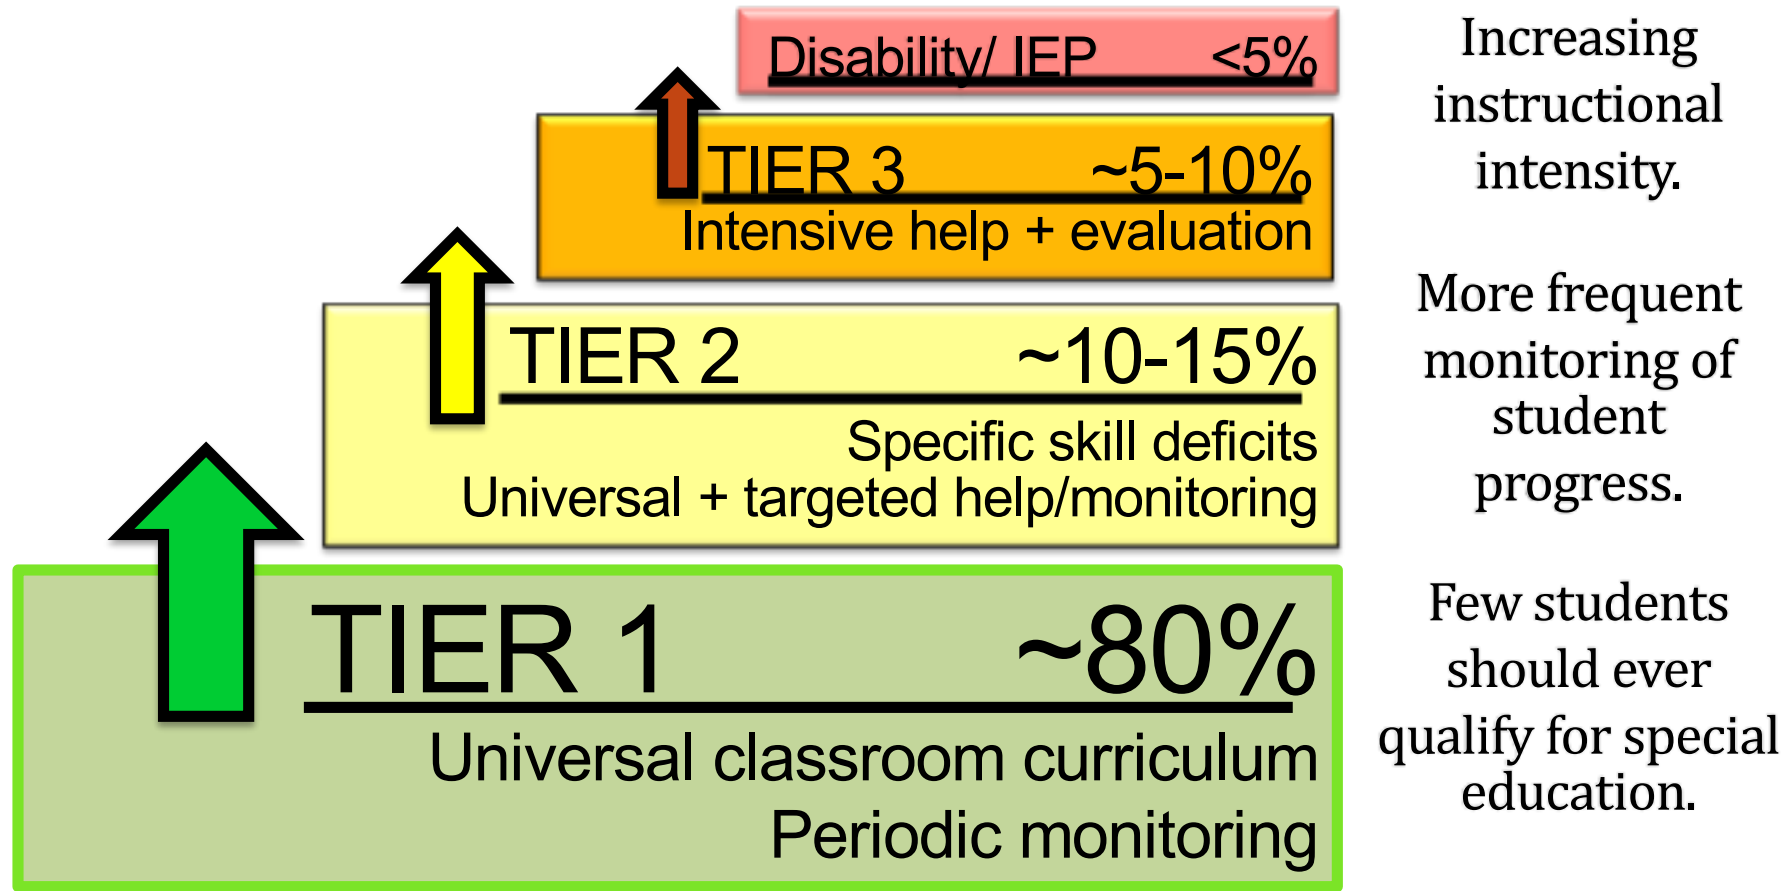 Disability/ IEP <5%
TIER 3 ~5-10%
Intensive help + evaluation
TIER 2 ~10-15%
Specific skill deficits
Universal + targeted help/monitoring
TIER 1 ~80%
Universal classroom curriculum
Periodic monitoring
Increasing
instructional
intensity.
More frequent
monitoring of
student
progress.
Few students
should ever
qualify for special
education.